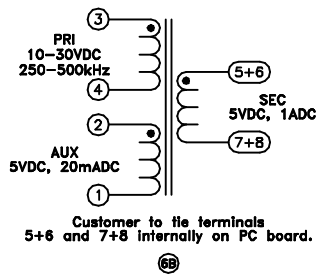 3
PRI
10-30VDC
250-500kHz
4
2
AUX
5VDC, 20mADC
1
5+6
SEC
5VDC, 1ADC
7+8
Customer to tie terminals
5+6 and 7+8 internally on PC board.
6B